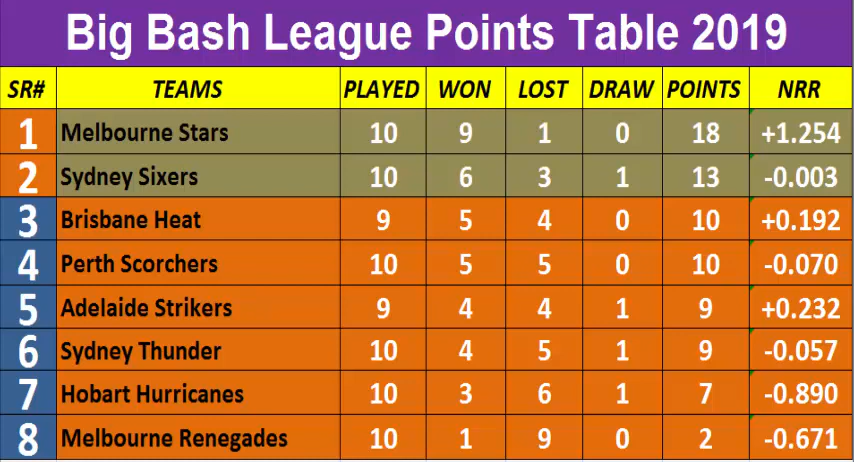 Big Bash League Points Table 2019
SR# TEAMS PLAYED WON LOST DRAW POINTS NRR
1 Melbourne Stars 10 9 1 0 18 +1.254
2 Sydney Sixers 10 6 3 1 13 -0.003
3 Brisbane Heat 9 5 4 0 10 +0.192
4 Perth Scorchers 10 5 5 0 10 -0.070
5 Adelaide Strikers 9 4 4 1 9 +0.232
6 Sydney Thunder 10 4 5 1 9 -0.057
7 Hobart Hurricanes 10 3 6 1 7 -0.890
8 Melbourne Renegades 10 1 9 0 2 -0.671